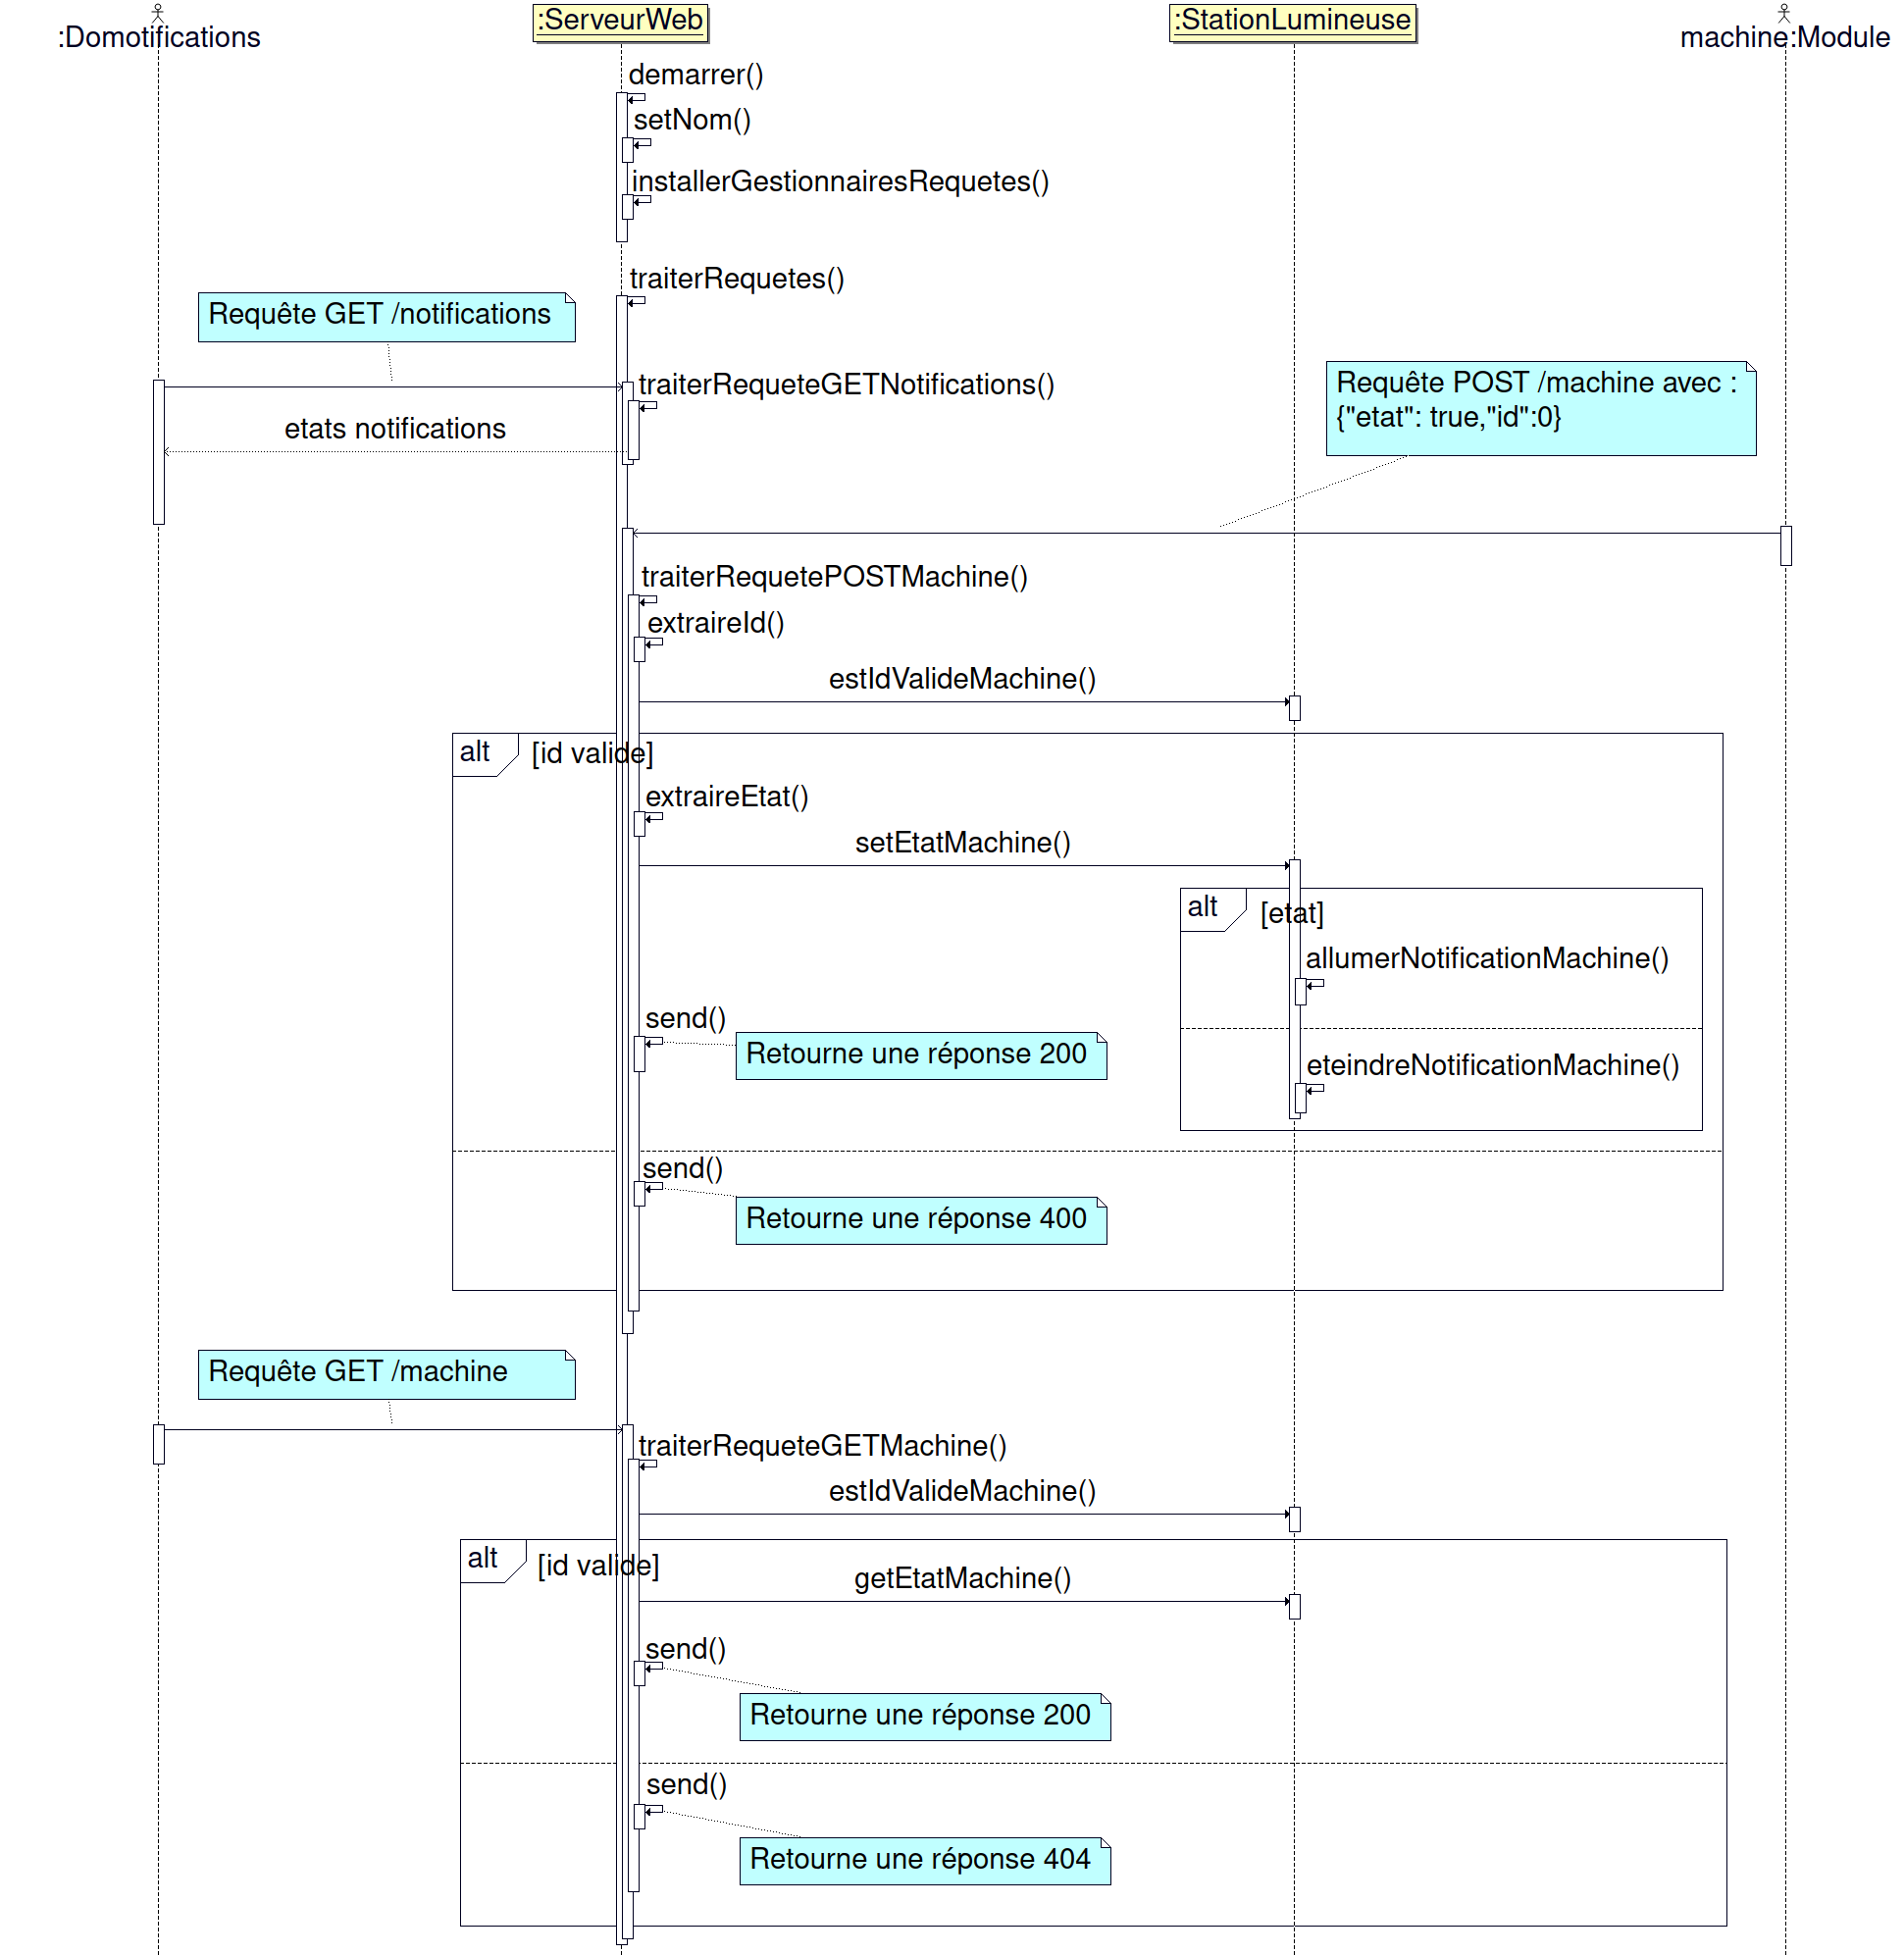 :Domotifications
:ServeurWeb
:StationLumineuse
machine:Module
demarrer()
setNom()
installerGestionnairesRequetes()
traiterRequetes()
Requête GET /notifications
traiterRequeteGETNotifications()
Requête POST /machine avec :
{"etat": true,"id":0}
etats notifications
traiterRequetePOSTMachine()
extraireId()
estIdValideMachine()
alt
[id valide]
extraireEtat()
setEtatMachine()
alt
[etat]
allumerNotificationMachine()
send()
Retourne une réponse 200
eteindreNotificationMachine()
send()
Retourne une réponse 400
Requête GET /machine
traiterRequeteGETMachine()
estIdValideMachine()
alt
[id valide]
getEtatMachine()
send()
Retourne une réponse 200
send()
Retourne une réponse 404